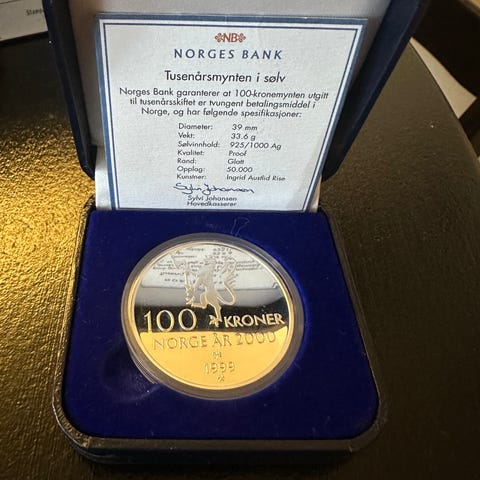 NB
NORGES BANK
Tusenårsmynten i sølv
Norges Bank garanterer at 100-kronemynten utgitt
til tusenårsskiftet er tvungent betalingsmiddel i
Norge, og har følgende spesifikasjoner:
Diameter: 39 mm
Vekt: 33.6 g
Sølvinnhold: 925/1000 Ag
Kvalitet: Proof
Rand: Glatt
Opplag: 50.000
Kunstner: Ingrid Austlid Rise
Sylvi Johansen
Sylvi Johansen
Hovedkasserer
100 KRONER
NORGE ÅR 2000
1999